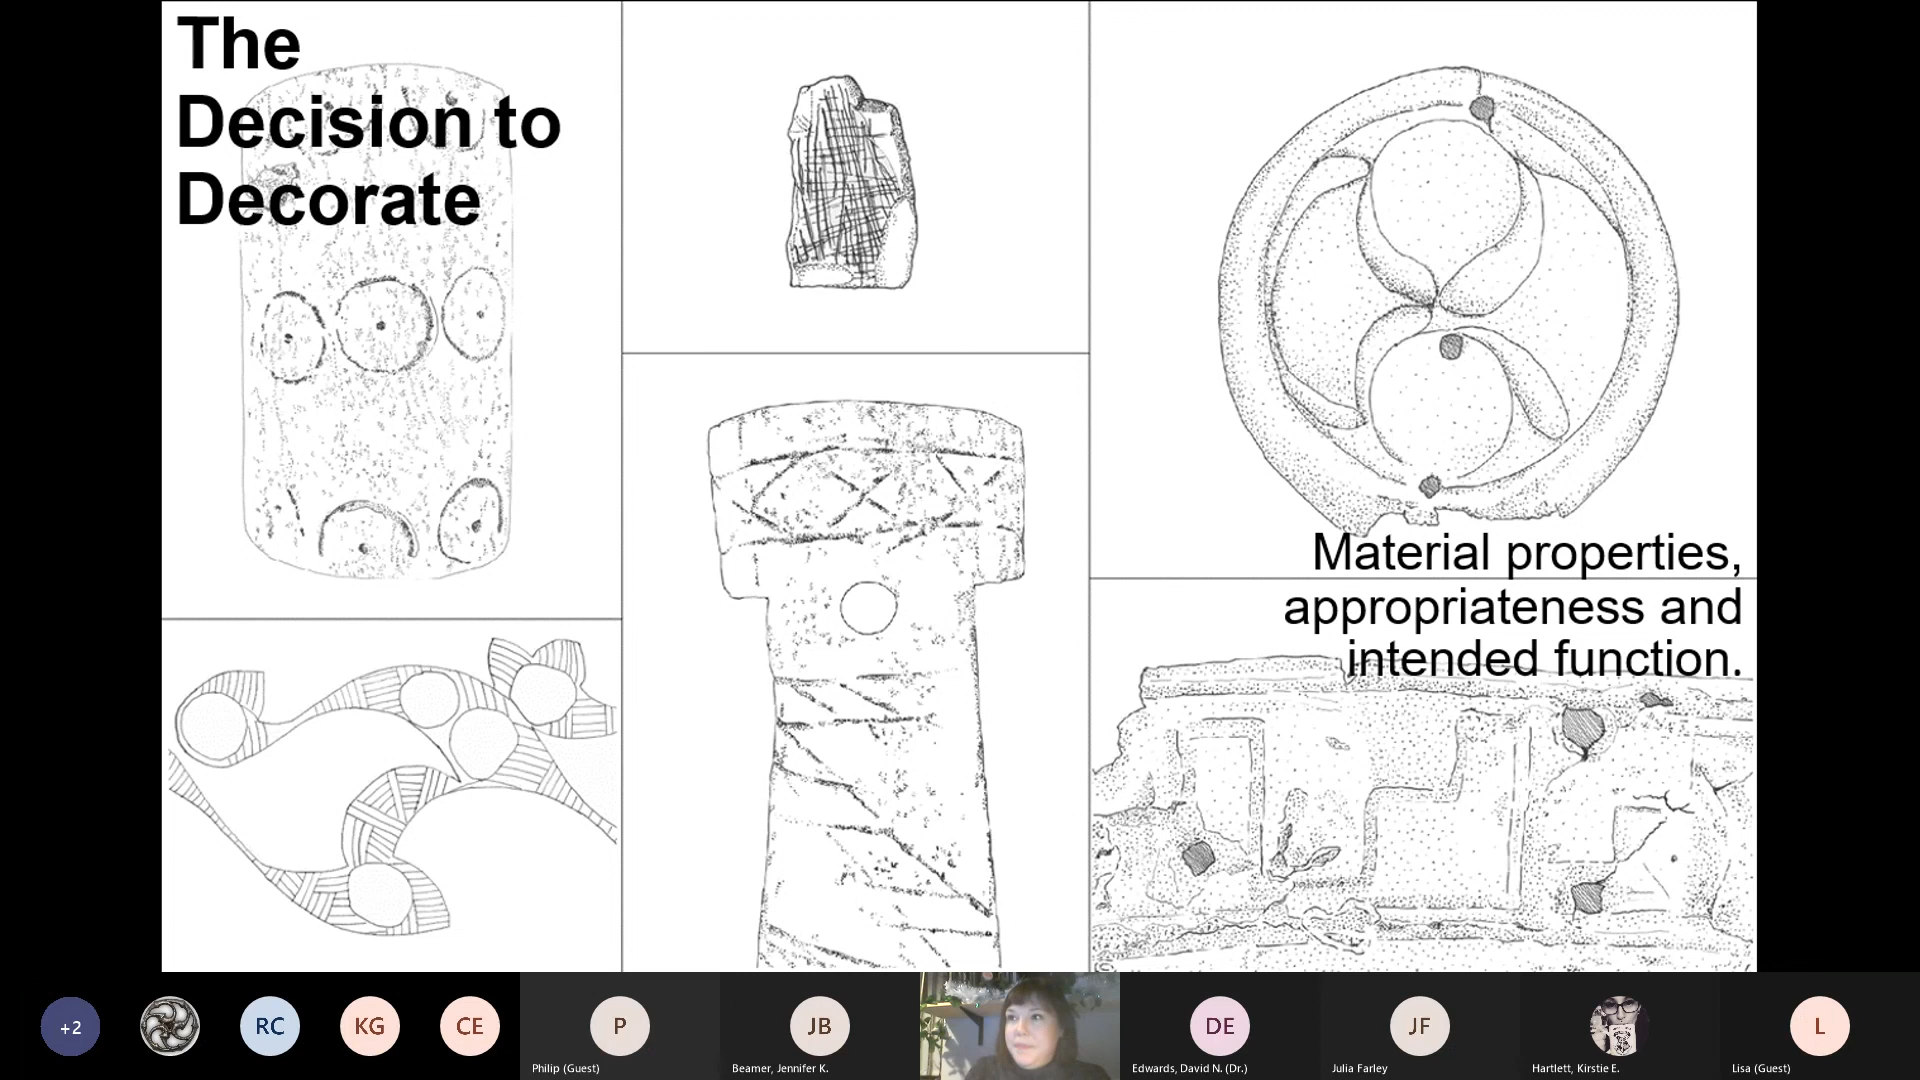 The
Decision to
Decorate
Material properties,
appropriateness and
intended function.
+2
RC
KG
CE
P
JB
DE
JF
L
Philip (Guest)
Beamer, Jennifer K.
Edwards, David N. (Dr.)
Julia Farley
Hartlett, Kirstie E.
Lisa (Guest)